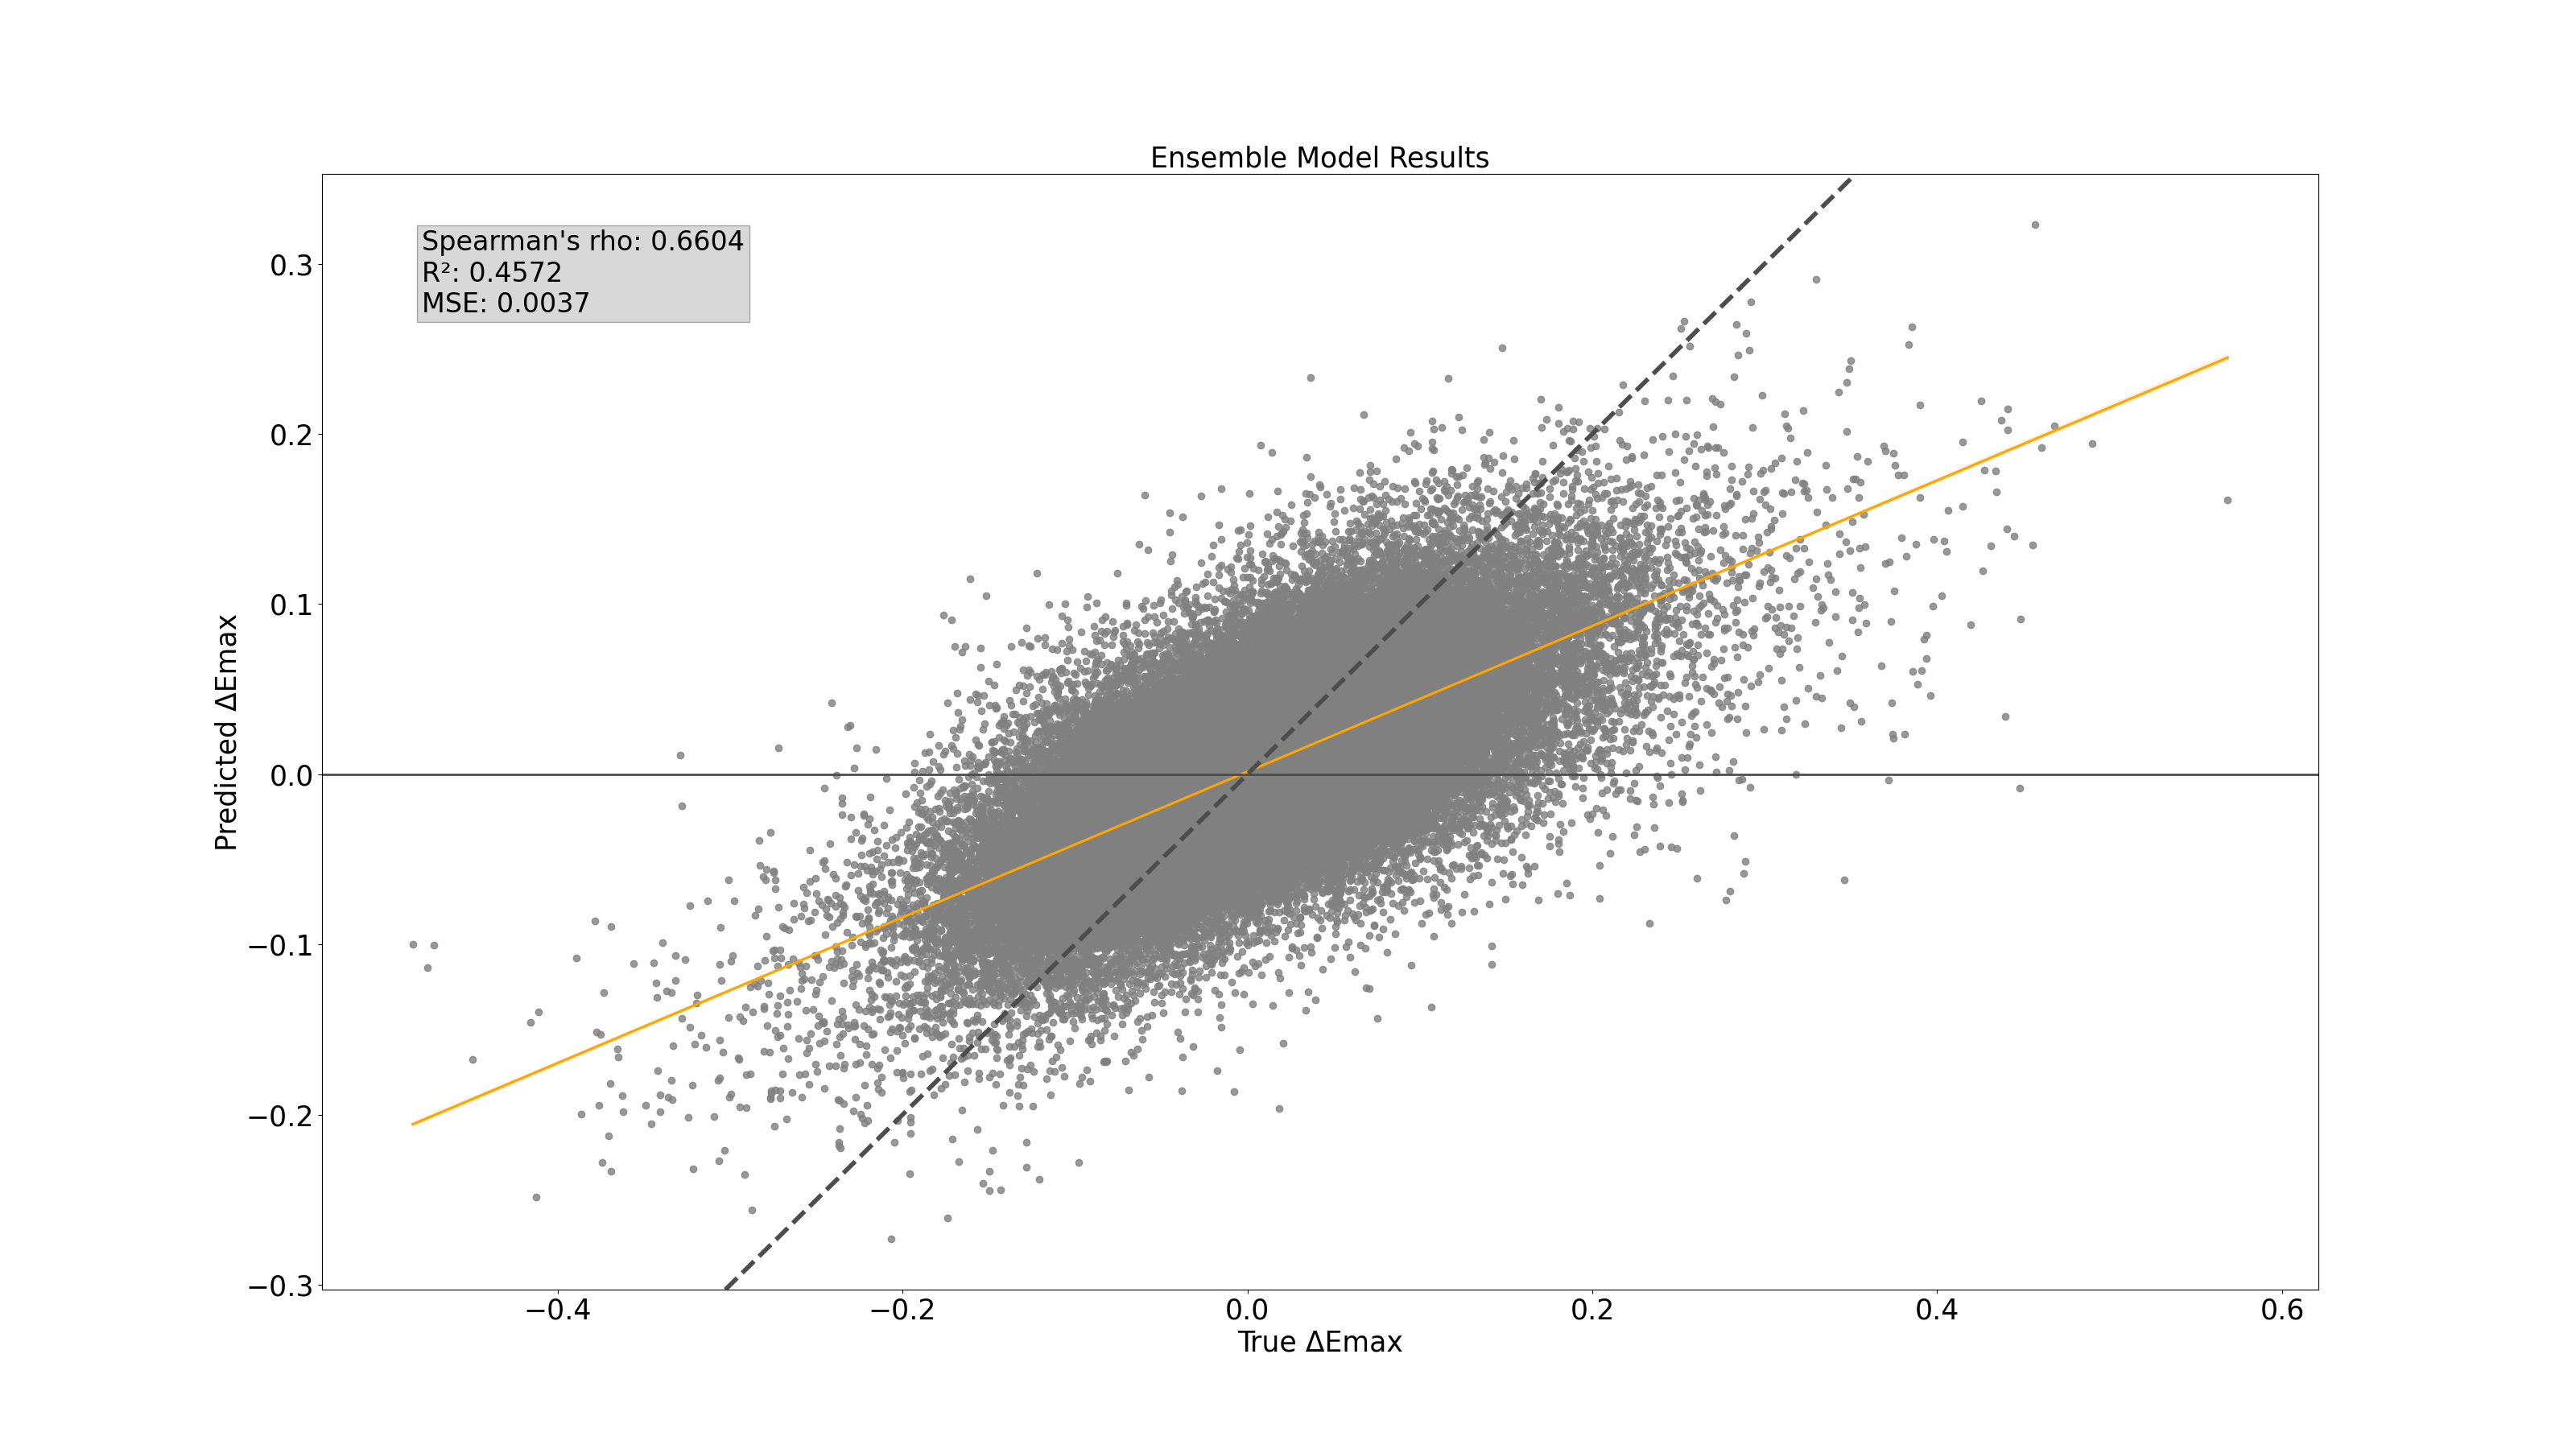 Ensemble Model Results
Spearman's rho: 0.6604
R²: 0.4572
MSE: 0.0037
0.3
0.2
0.1
0.0
−0.1
−0.2
−0.3
Predicted ΔEmax
−0.4
−0.2
0.0
0.2
0.4
0.6
True ΔEmax